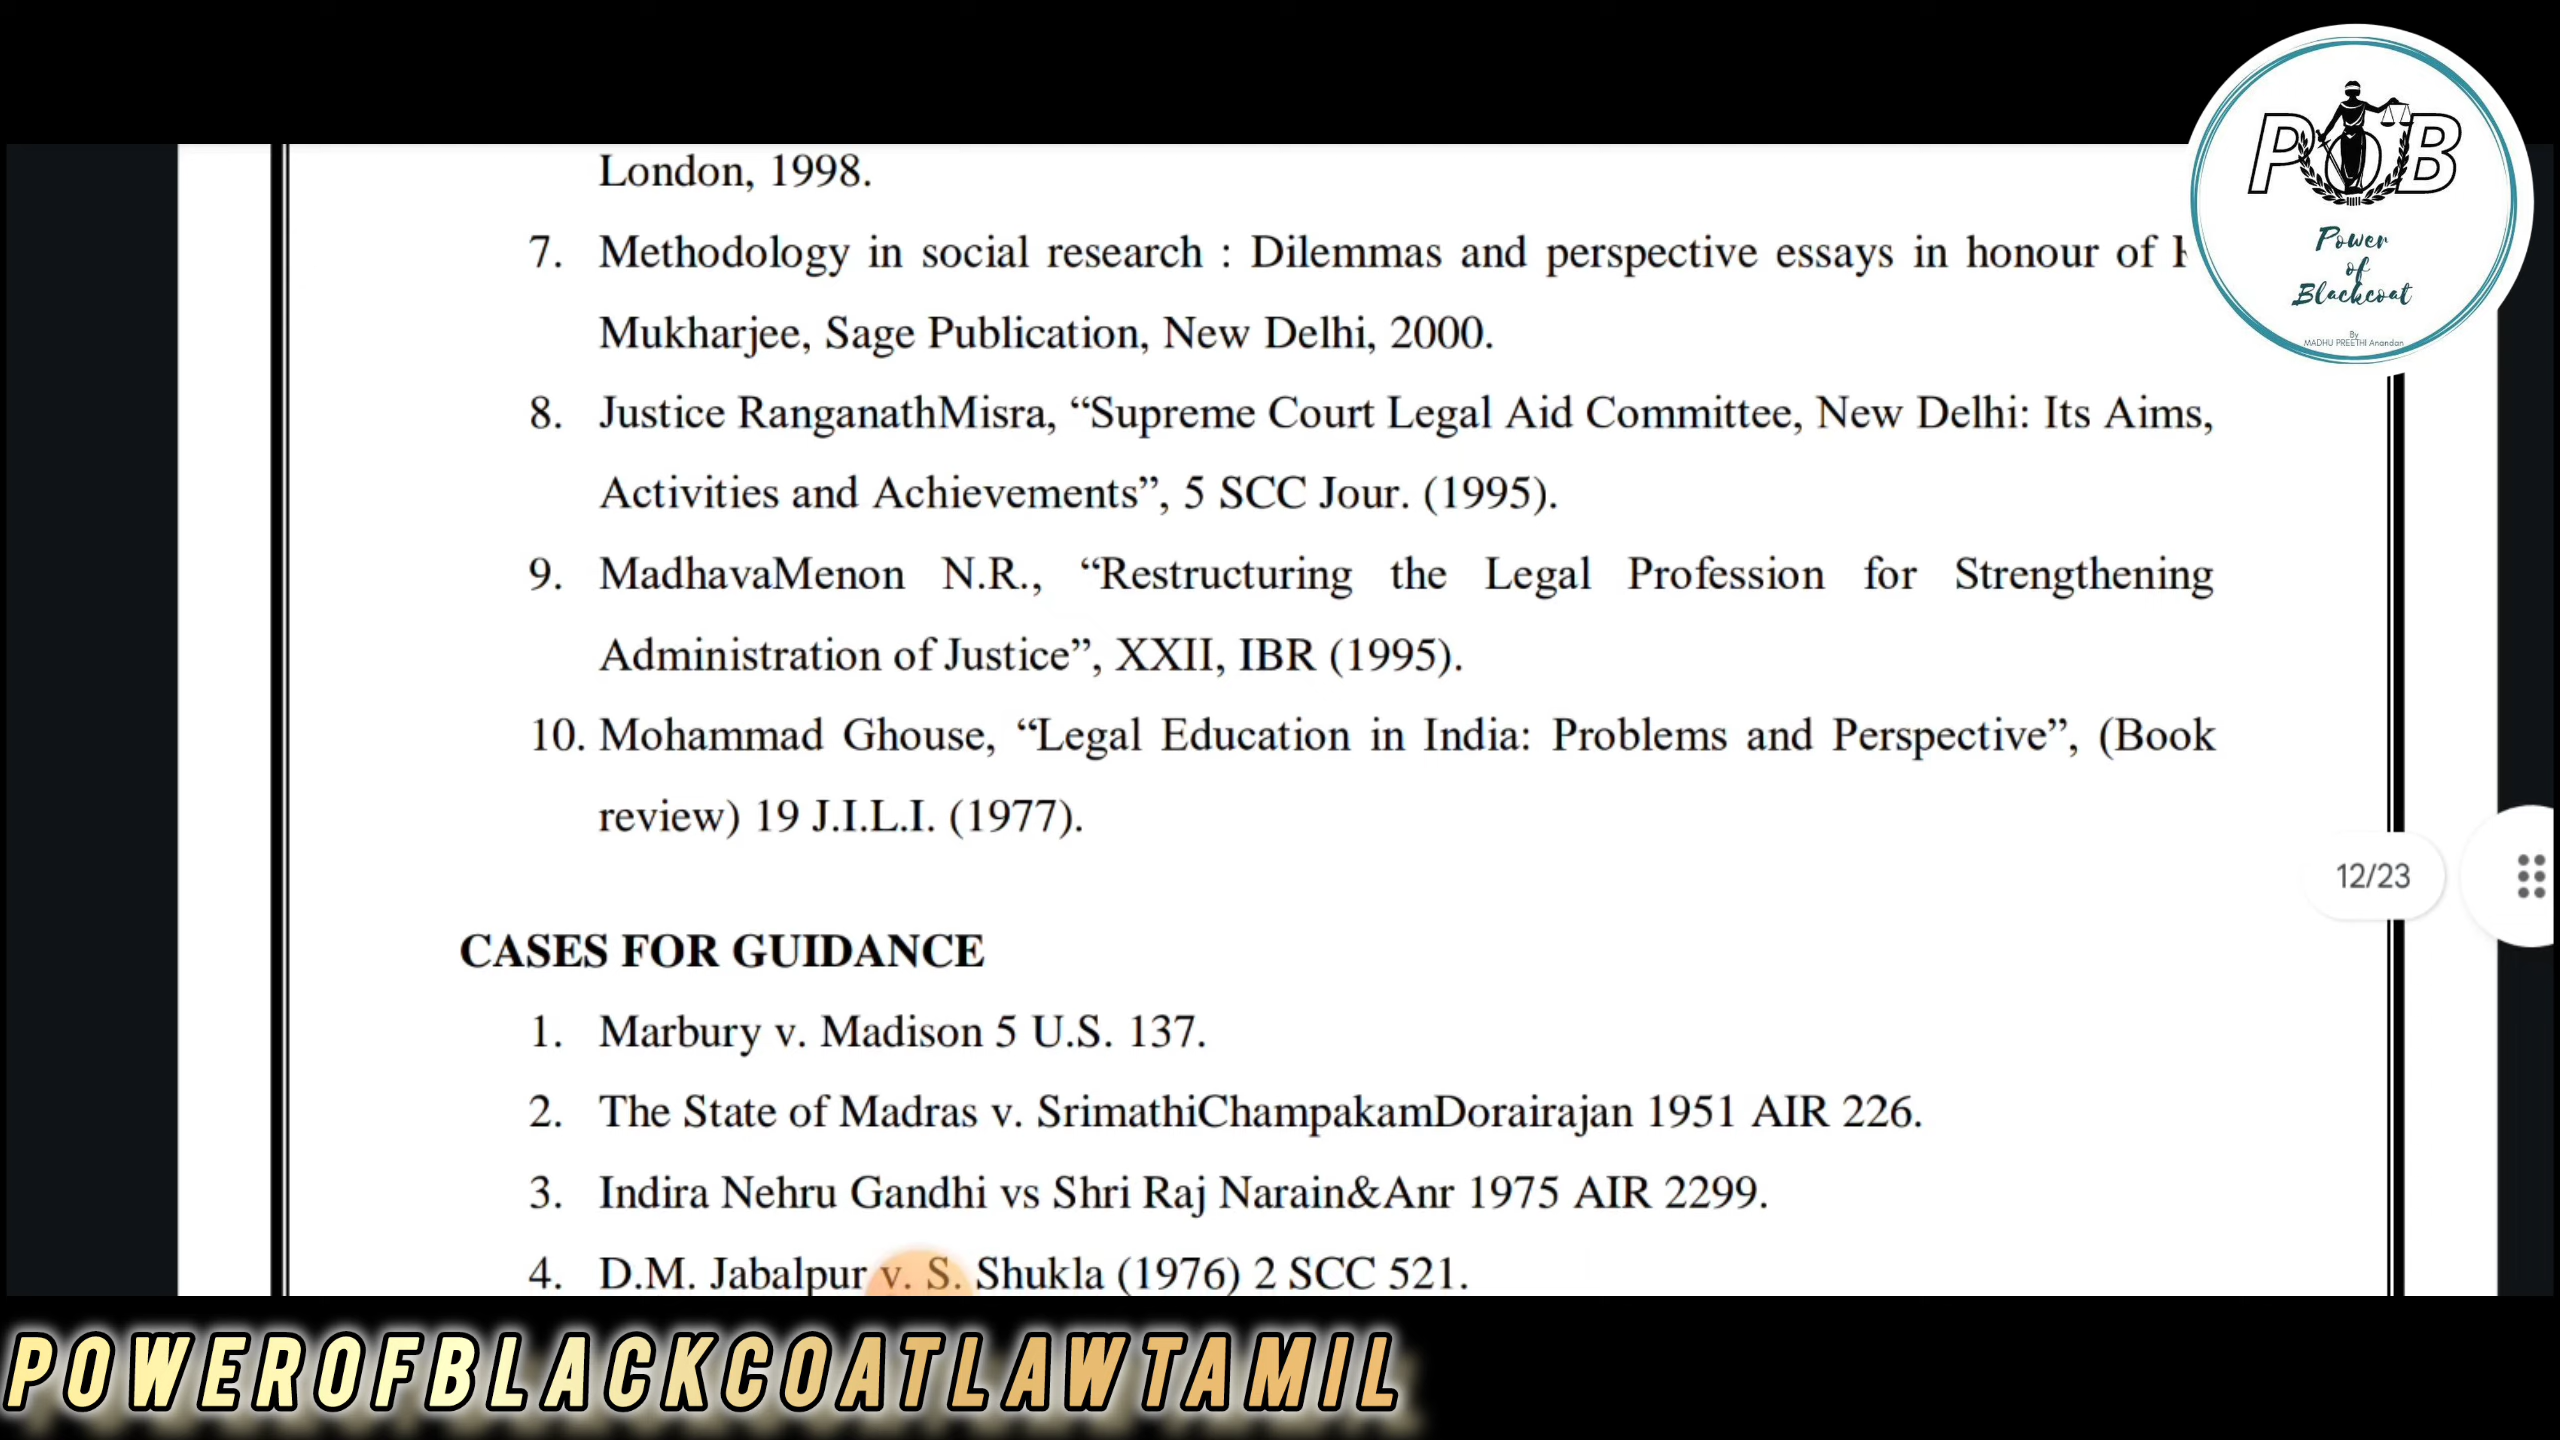 London, 1998.
7. Methodology in social research : Dilemmas and perspective essays in honour of
Mukharjee, Sage Publication, New Delhi, 2000.
8. Justice RanganathMisra, “Supreme Court Legal Aid Committee, New Delhi: Its Aims,
Activities and Achievements”, 5 SCC Jour. (1995).
9. MadhavaMenon N.R., “Restructuring the Legal Profession for Strengthening
Administration of Justice”, XXII, IBR (1995).
10. Mohammad Ghouse, “Legal Education in India: Problems and Perspective”, (Book
review) 19 J.I.L.I. (1977).
CASES FOR GUIDANCE
1. Marbury v. Madison 5 U.S. 137.
2. The State of Madras v. SrimathiChampakamDorairajan 1951 AIR 226.
3. Indira Nehru Gandhi vs Shri Raj Narain&Anr 1975 AIR 2299.
4. D.M. Jabalpur v. S. Shukla (1976) 2 SCC 521.
POB
Power
of
Blackcoat
By
MADHU PREETHI Anandan
12/23
POWEROFBLACKCOATLAWTAMIL